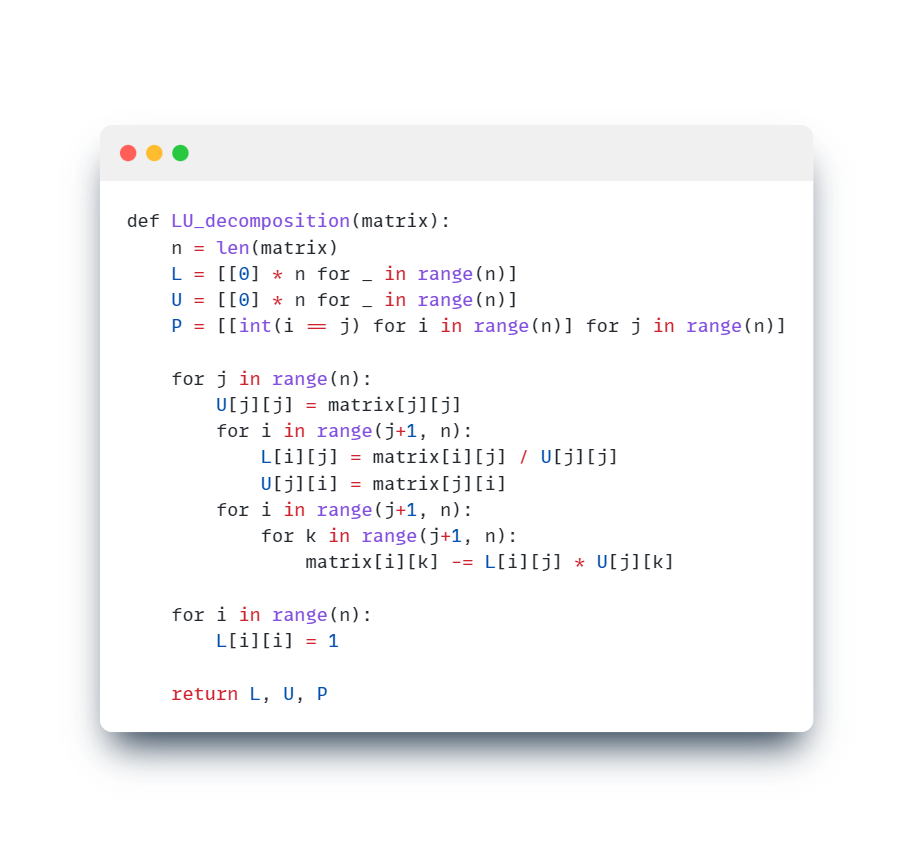 def LU_decomposition(matrix):
    n = len(matrix)
    L = [[0] * n for _ in range(n)]
    U = [[0] * n for _ in range(n)]
    P = [[int(i == j) for i in range(n)] for j in range(n)]

    for j in range(n):
        U[j][j] = matrix[j][j]
        for i in range(j+1, n):
            L[i][j] = matrix[i][j] / U[j][j]
            U[j][i] = matrix[j][i]
        for i in range(j+1, n):
            for k in range(j+1, n):
                matrix[i][k] -= L[i][j] * U[j][k]

    for i in range(n):
        L[i][i] = 1

    return L, U, P